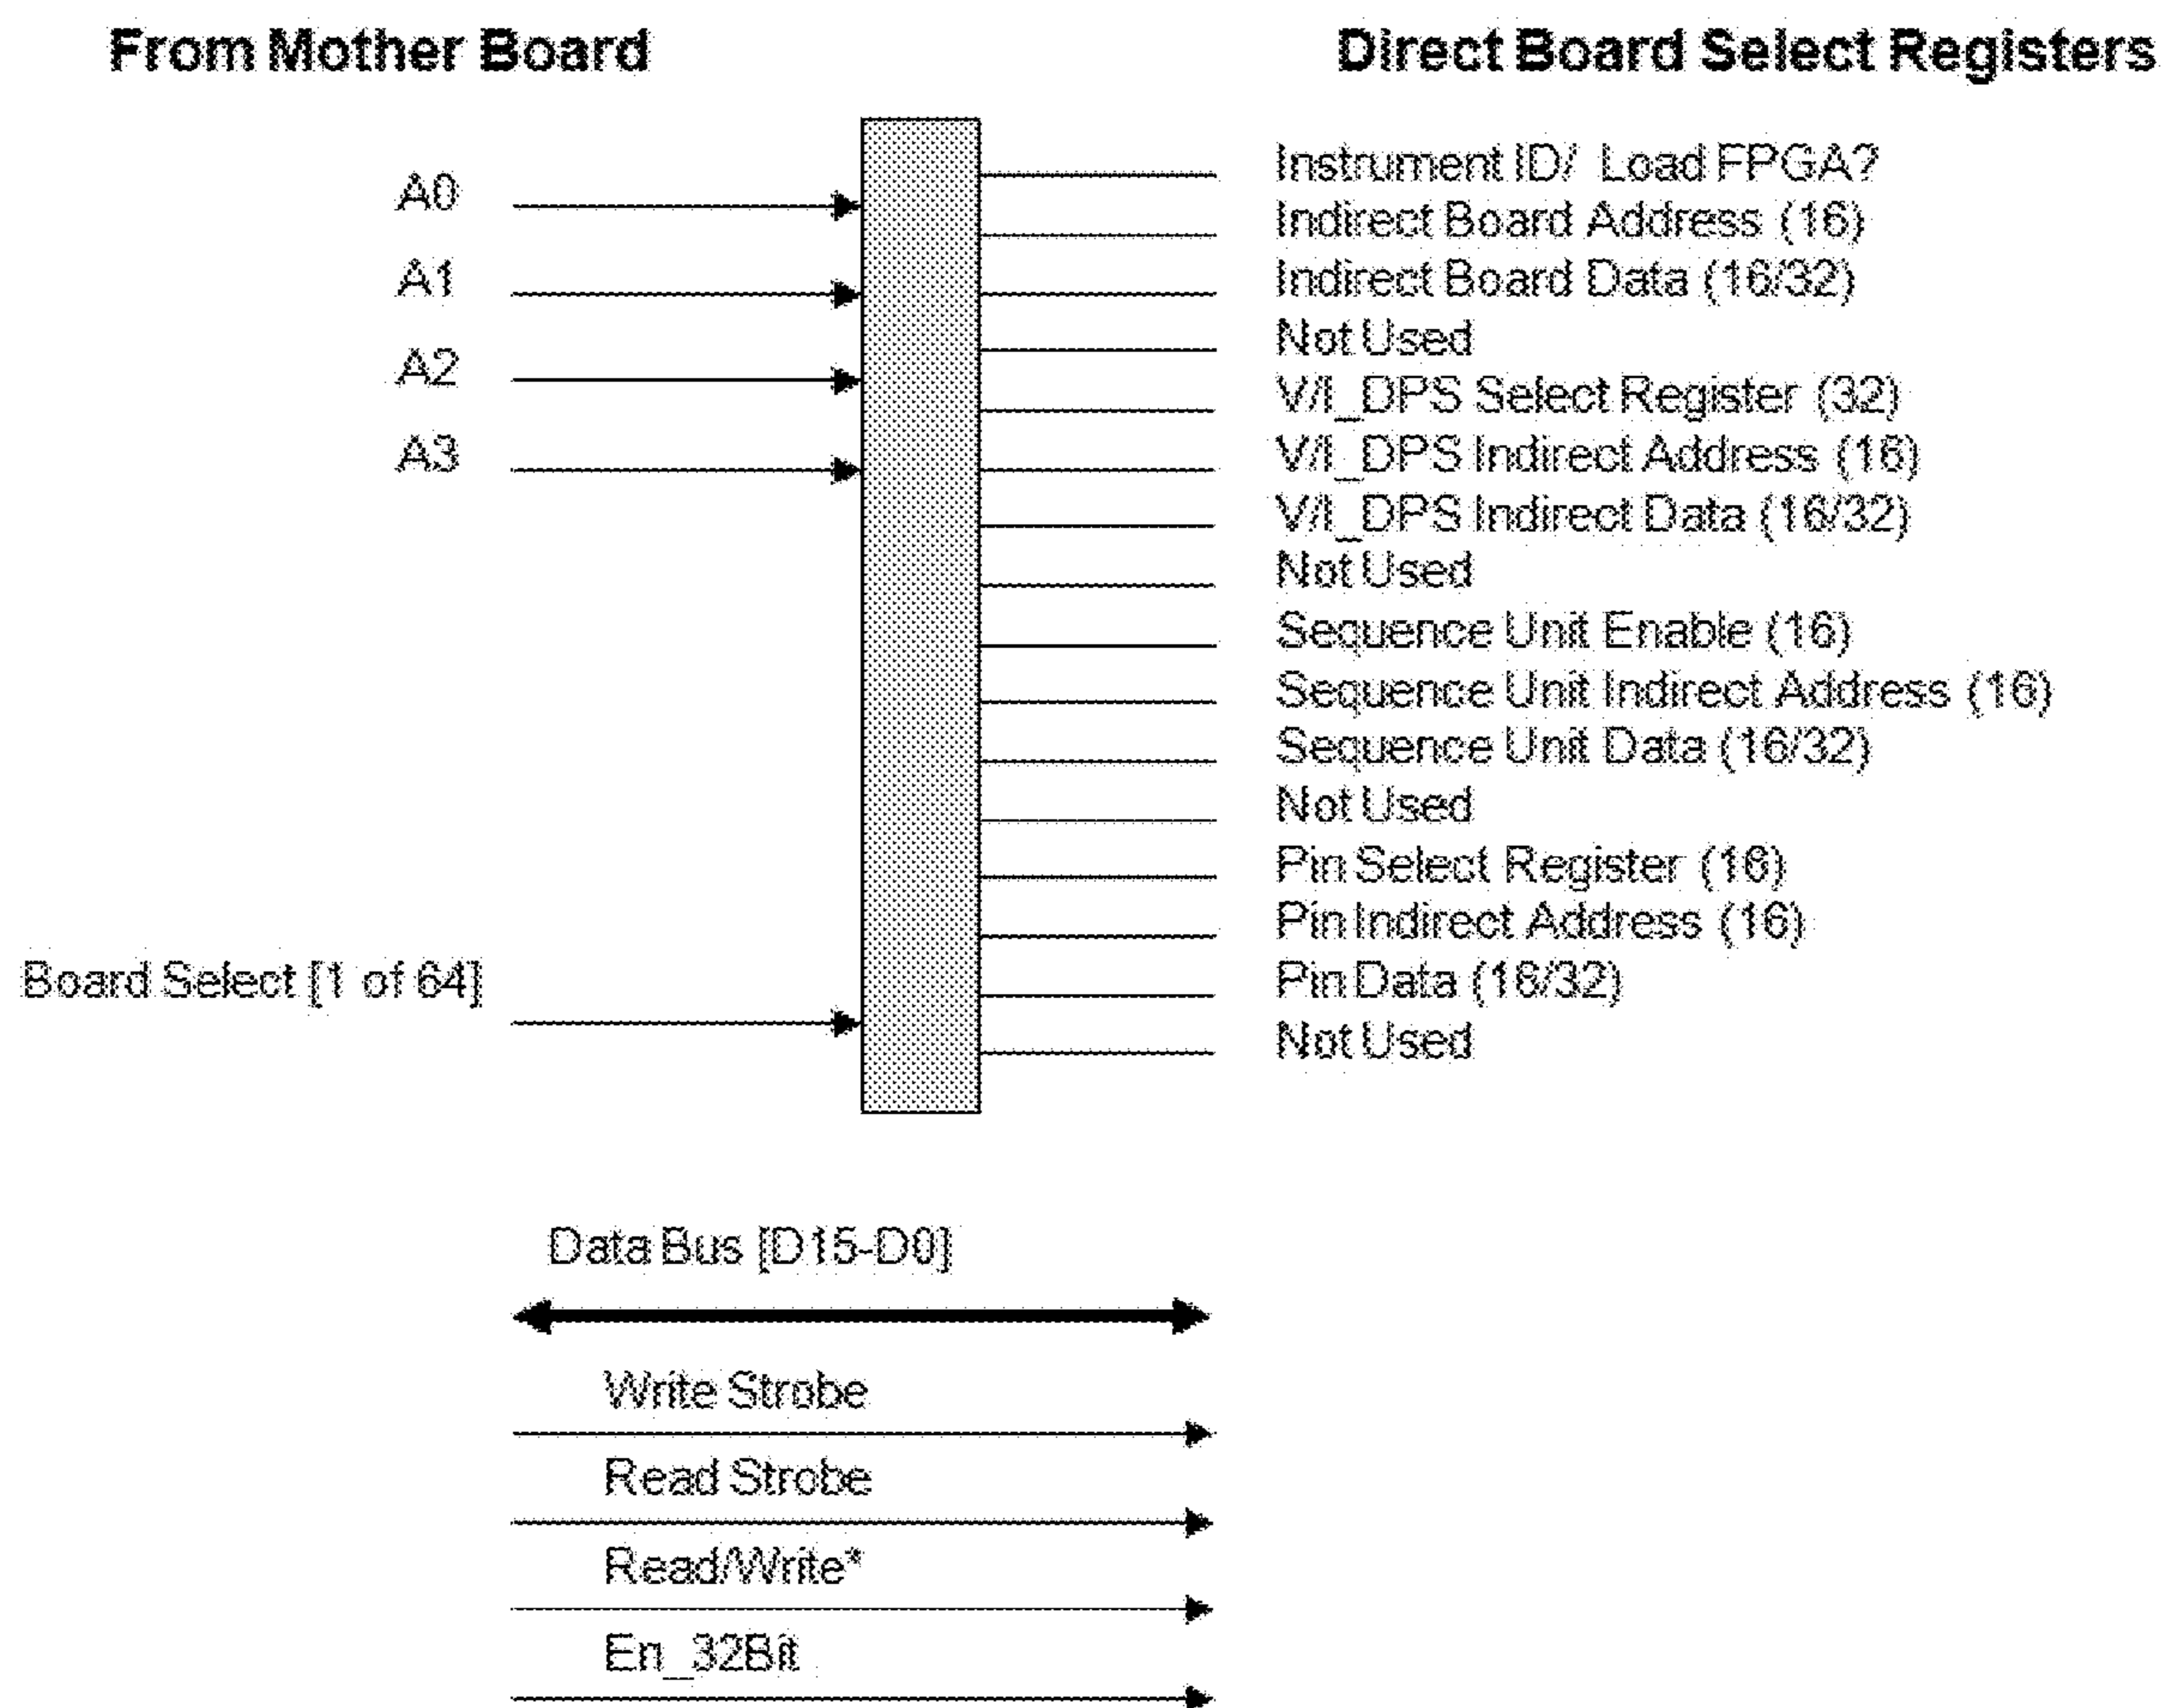 From Mother Board
Direct Board Select Registers
A0
A1
A2
A3
Board Select [1 of 64]
Instrument ID/ Load FPGA?
Indirect Board Address (16)
Indirect Board Data (16/32)
Not Used
V/I_DPS Select Register (32)
V/I_DPS Indirect Address (16)
V/I_DPS Indirect Data (16/32)
Not Used
Sequence Unit Enable (16)
Sequence Unit Indirect Address (16)
Sequence Unit Data (16/32)
Not Used
Pin Select Register (16)
Pin Indirect Address (16)
Pin Data (16/32)
Not Used
Data Bus [D15-D0]
Write Strobe
Read Strobe
Read/Write*
En_32Bit